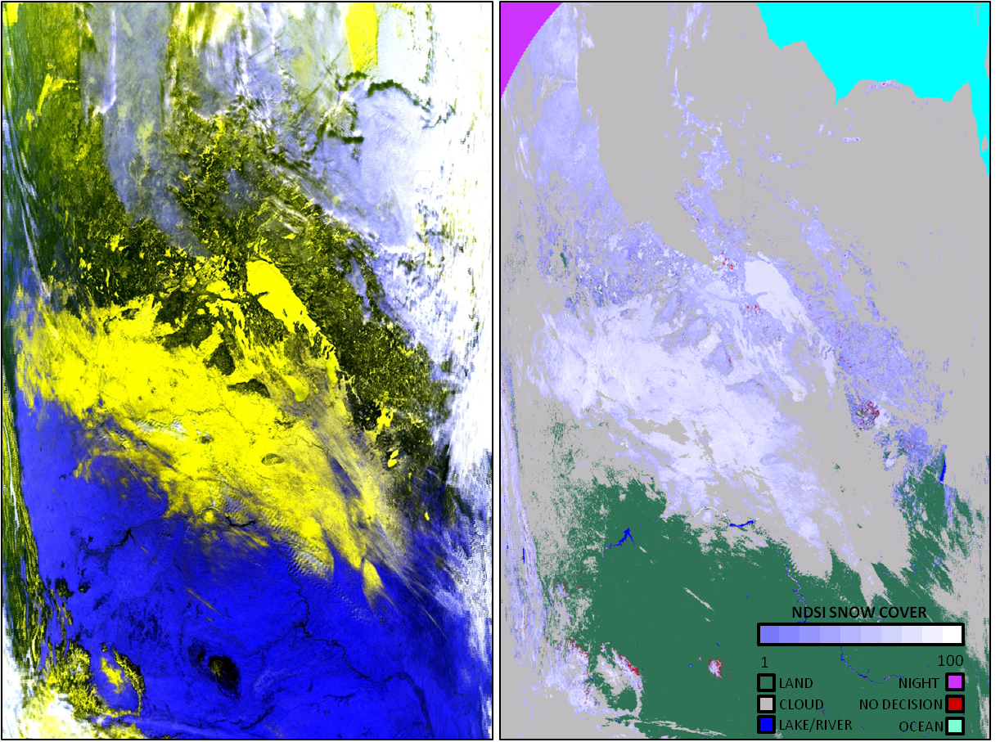 NDSI SNOW COVER
1 100
LAND NIGHT
CLOUD NO DECISION
LAKE/RIVER OCEAN